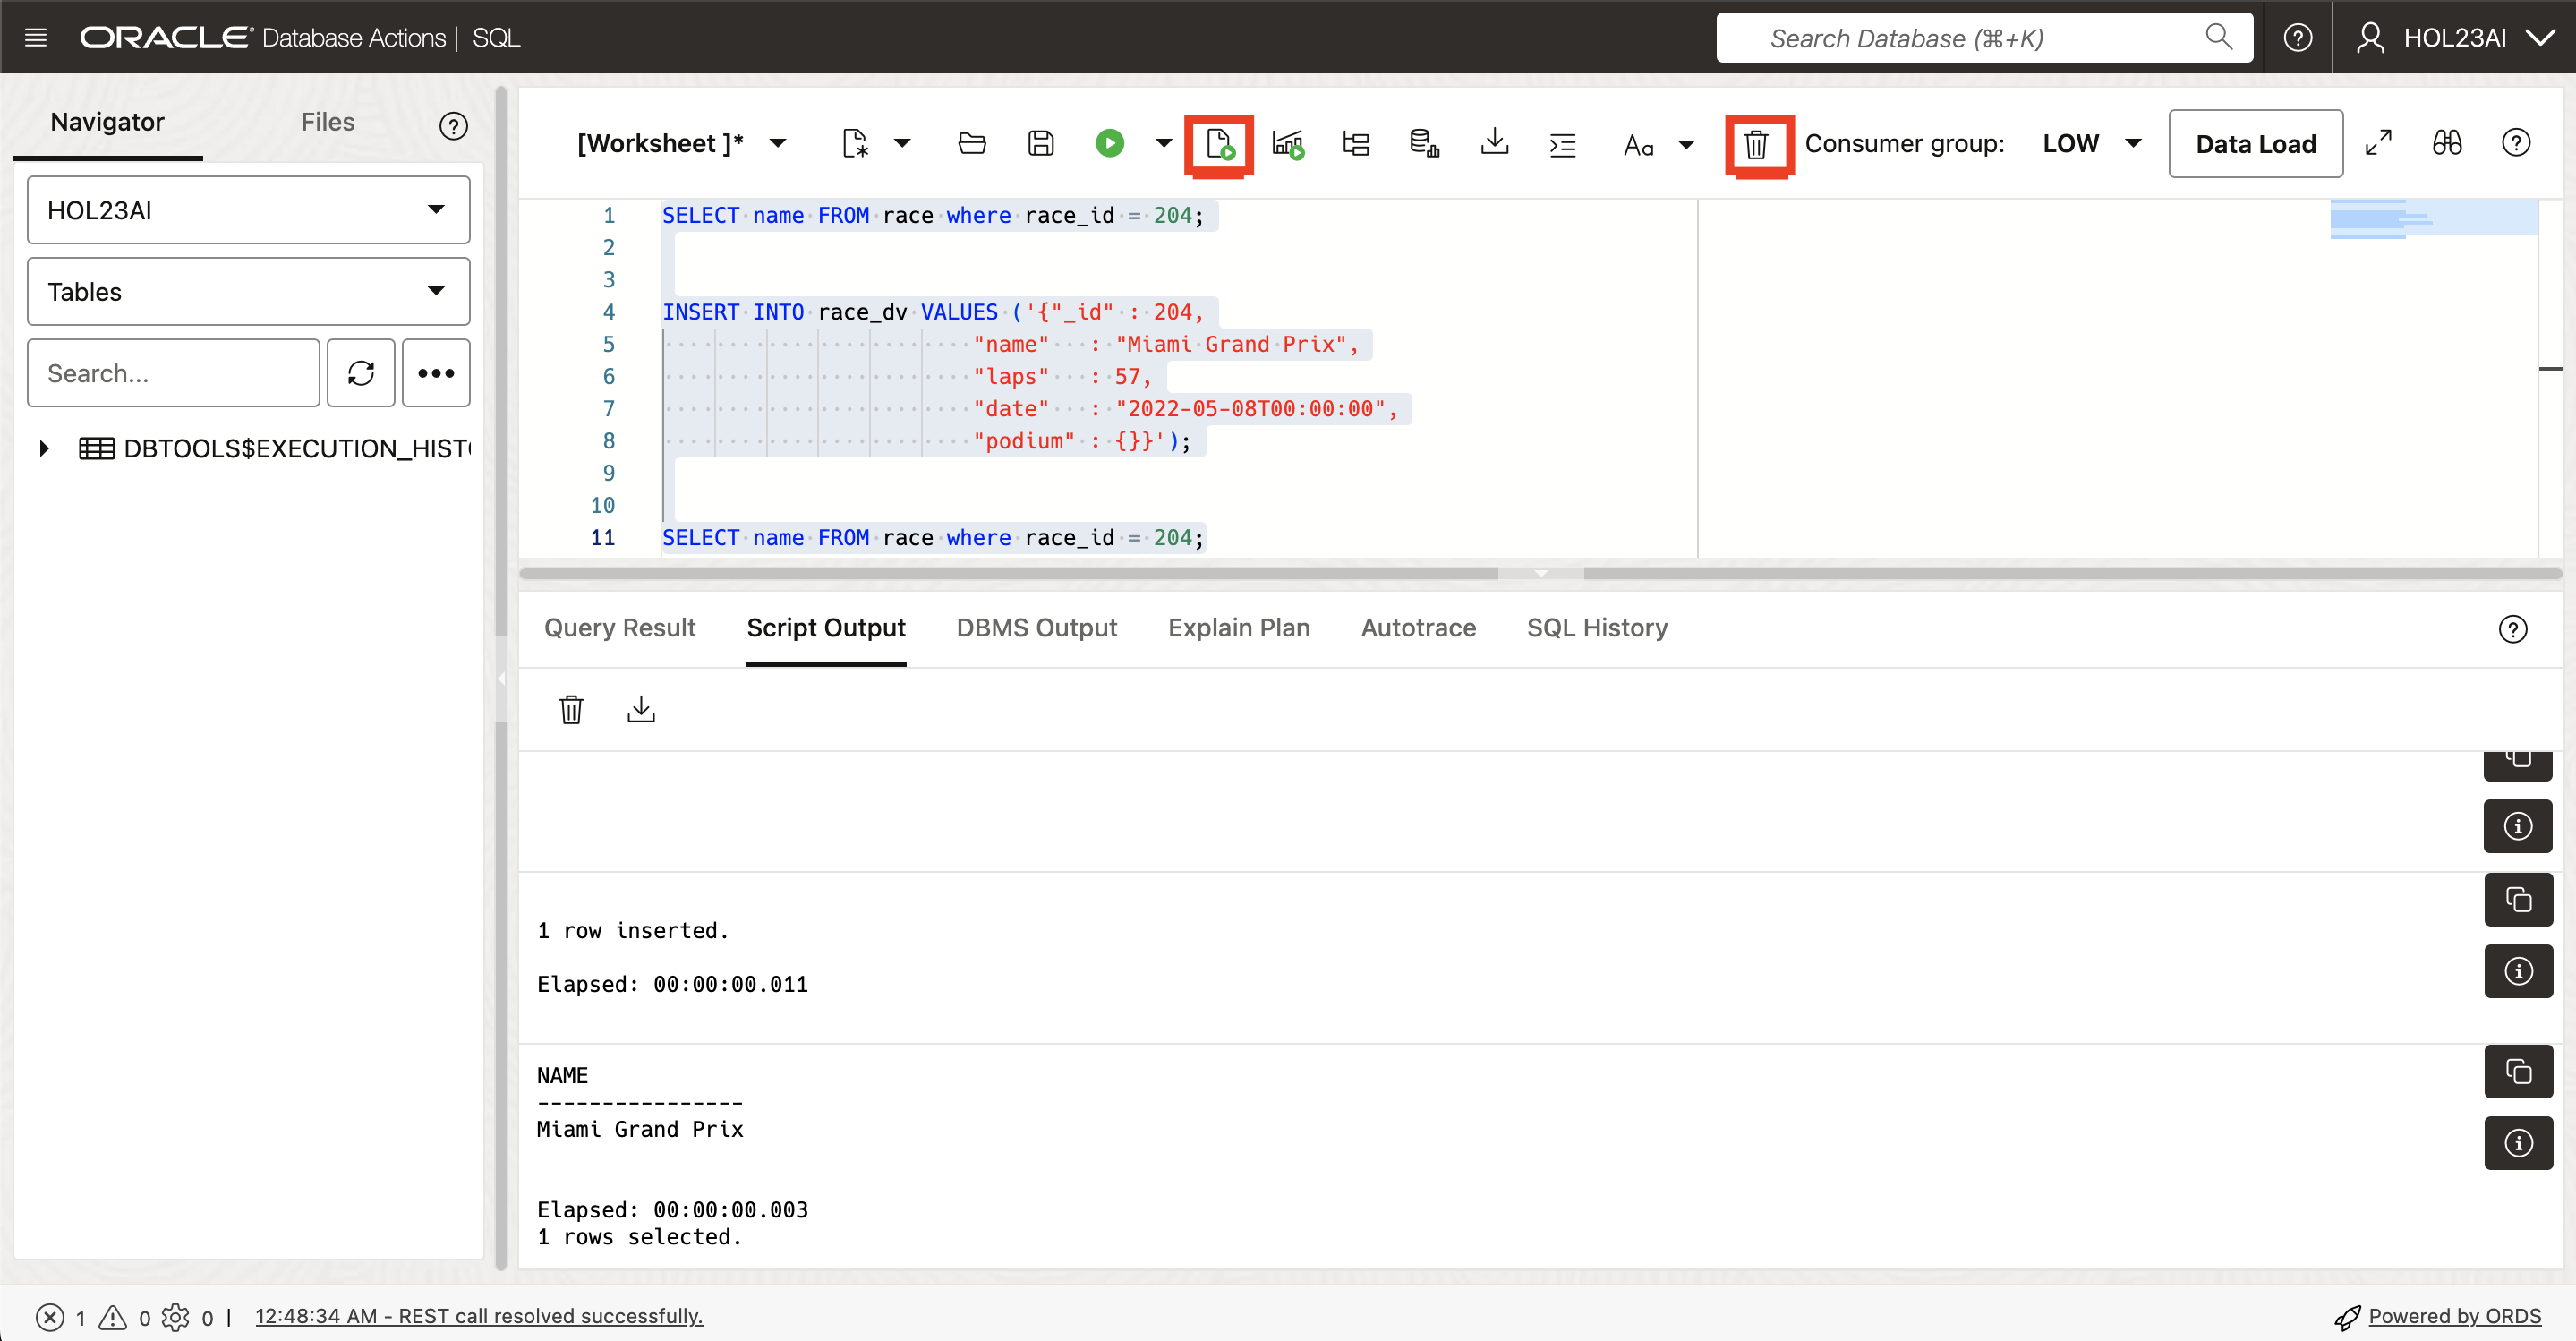 ORACLE Database Actions | SQL
Search Database (⌘+K)
HOL23AI
Navigator
Files
HOL23AI
Tables
Search...
DBTOOLS$EXECUTION_HIST
[Worksheet ]*
Aa
Consumer group:
LOW
Data Load
1 SELECT name FROM race where race_id = 204;
2
3
4 INSERT INTO race_dv VALUES ('{"_id" : 204,
5 "name" : "Miami Grand Prix",
6 "laps" : 57,
7 "date" : "2022-05-08T00:00:00",
8 "podium" : {}}');
9
10
11 SELECT name FROM race where race_id = 204;
Query Result
Script Output
DBMS Output
Explain Plan
Autotrace
SQL History
1 row inserted.
Elapsed: 00:00:00.011
NAME
----------------
Miami Grand Prix
Elapsed: 00:00:00.003
1 rows selected.
1 0 0 | 12:48:34 AM - REST call resolved successfully.
Powered by ORDS